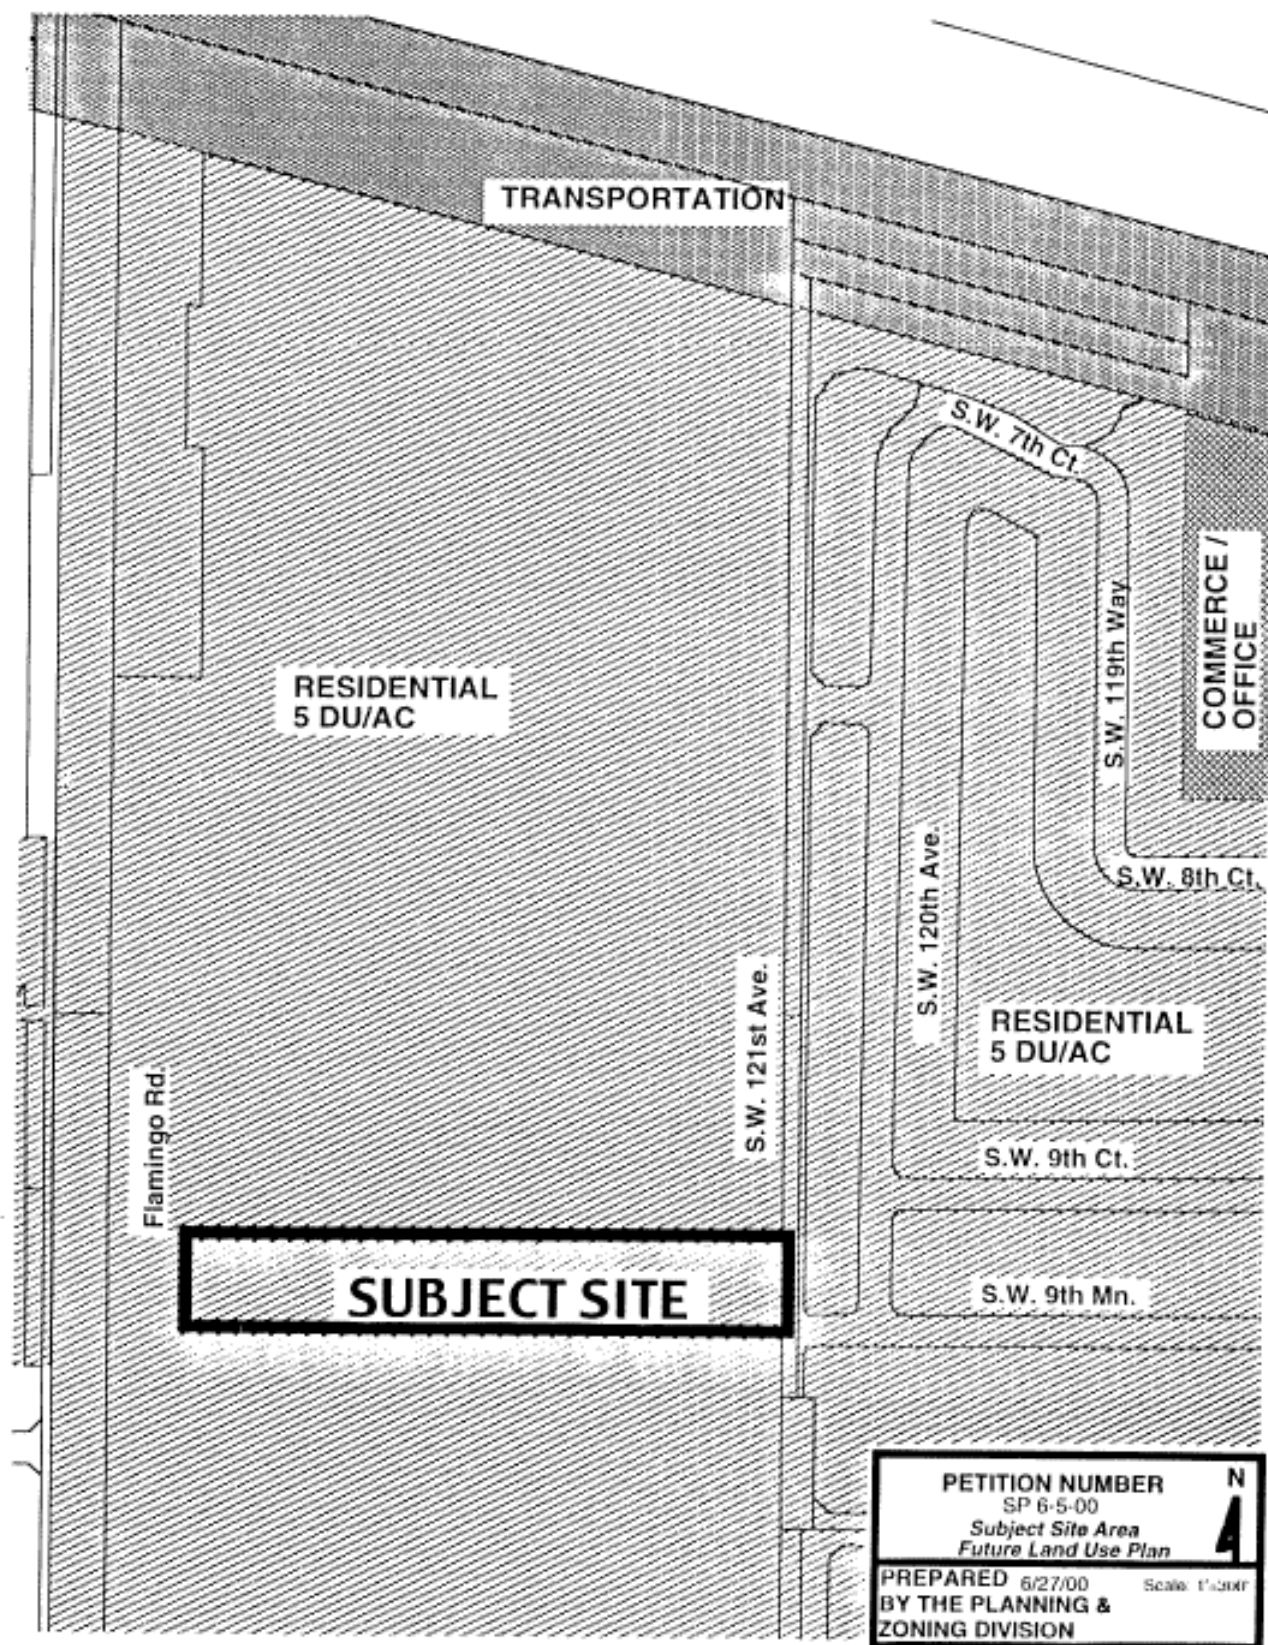 TRANSPORTATION
S.W. 7th Ct.
COMMERCE /
OFFICE
S.W. 119th Way
RESIDENTIAL
5 DU/AC
S.W. 8th Ct.
S.W. 120th Ave.
S.W. 121st Ave.
RESIDENTIAL
5 DU/AC
Flamingo Rd.
S.W. 9th Ct.
SUBJECT SITE
S.W. 9th Mn.
PETITION NUMBER
SP 6-5-00
Subject Site Area
Future Land Use Plan
N
PREPARED 6/27/00
Scale:
BY THE PLANNING &
ZONING DIVISION